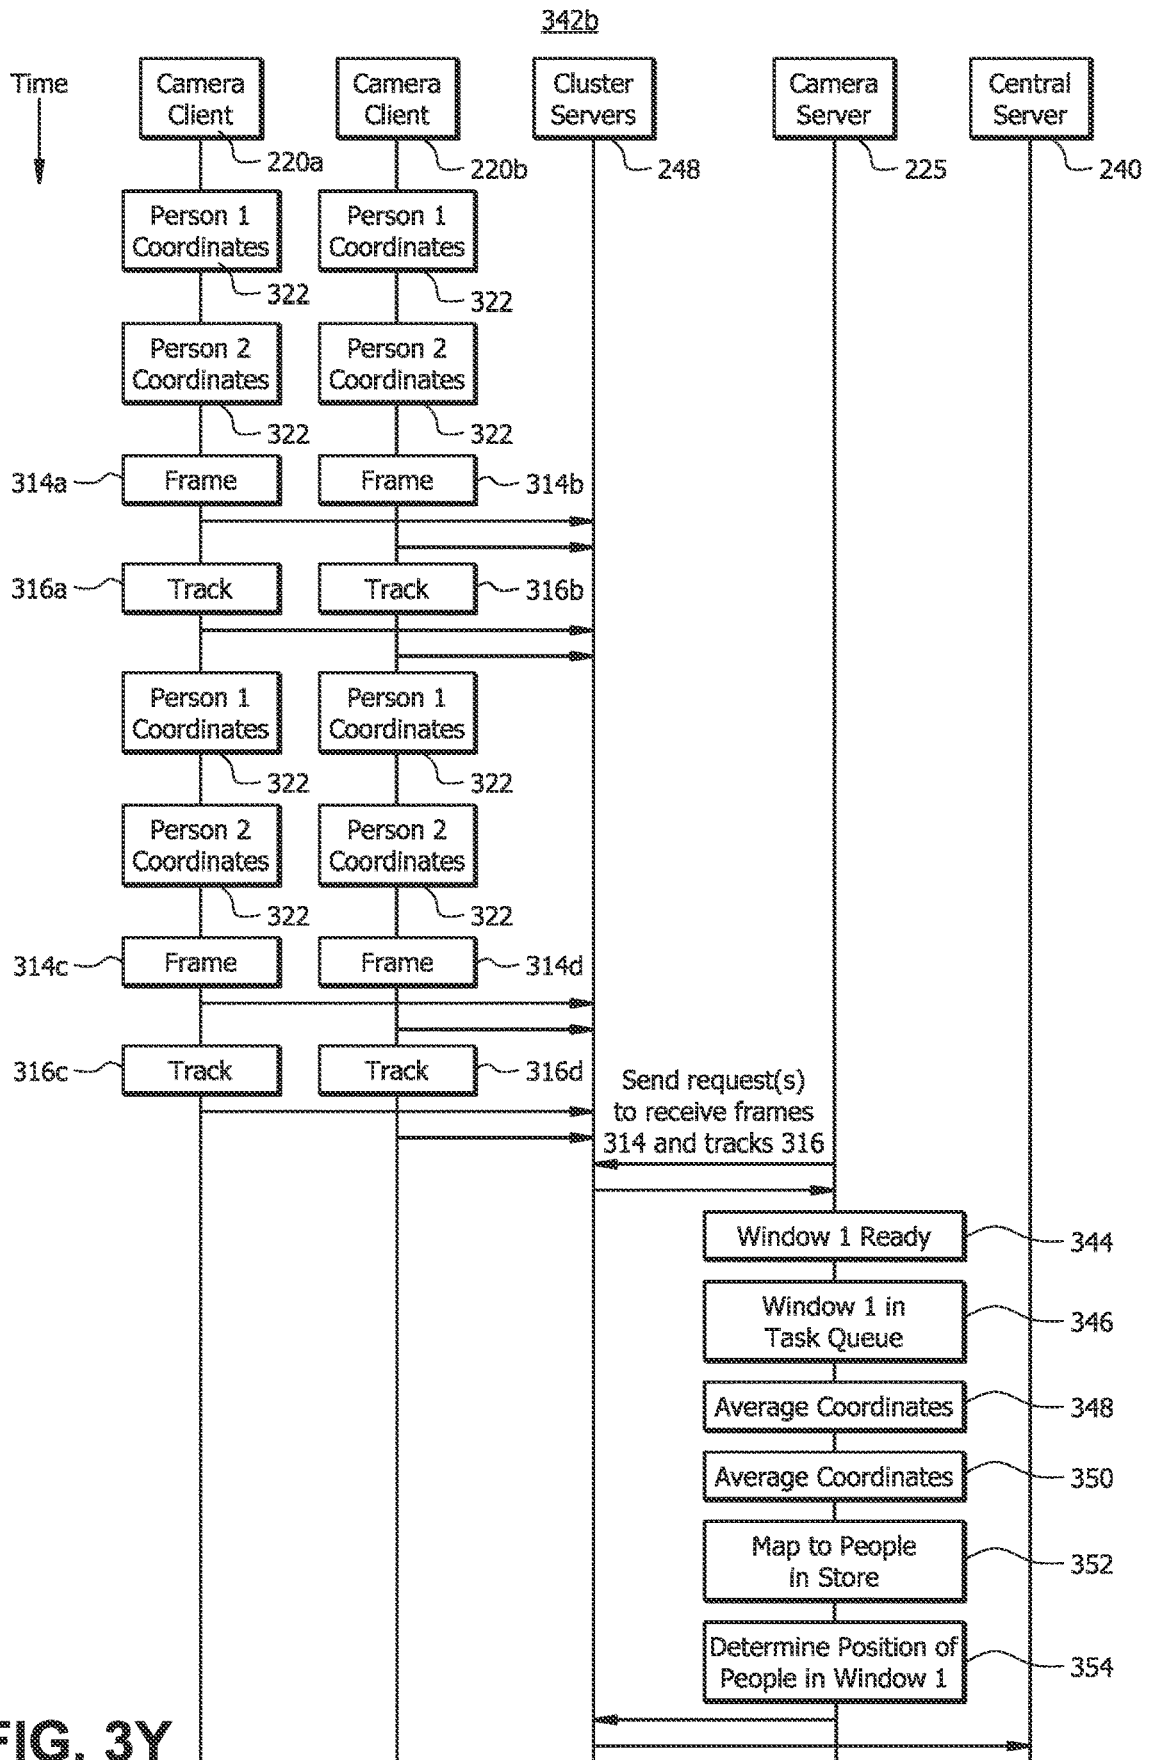 342b
Time
Camera
Client
Camera
Client
Cluster
Servers
Camera
Server
Central
Server
220a
220b
248
225
240
Person 1
Coordinates
Person 1
Coordinates
322
322
Person 2
Coordinates
Person 2
Coordinates
322
322
314a
Frame
Frame
314b
316a
Track
Track
316b
Person 1
Coordinates
Person 1
Coordinates
322
322
Person 2
Coordinates
Person 2
Coordinates
322
322
314c
Frame
Frame
314d
316c
Track
Track
316d
Send request(s)
to receive frames
314 and tracks 316
Window 1 Ready
344
Window 1 in
Task Queue
346
Average Coordinates
348
Average Coordinates
350
Map to People
in Store
352
Determine Position of
People in Window 1
354
FIG. 3Y